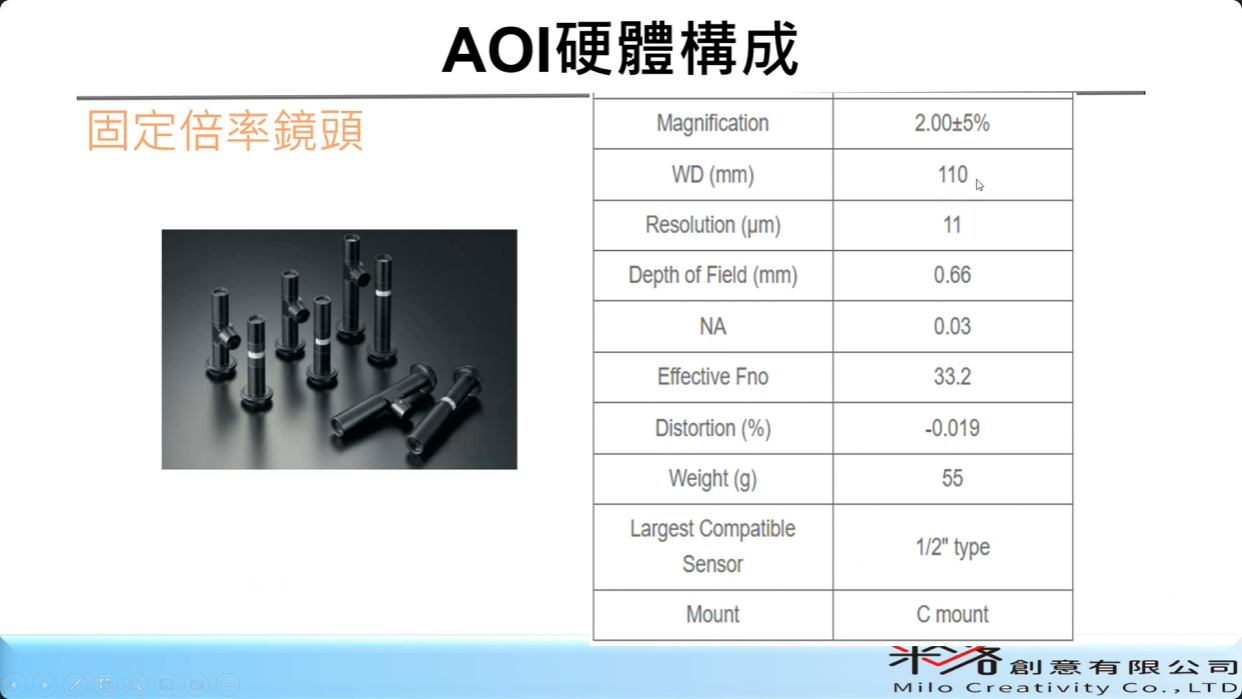 AOI硬體構成
固定倍率鏡頭
Magnification 2.00±5%
WD (mm) 110
Resolution (μm) 11
Depth of Field (mm) 0.66
NA 0.03
Effective Fno 33.2
Distortion (%) -0.019
Weight (g) 55
Largest Compatible
Sensor 1/2" type
Mount C mount
米洛創意有限公司
Milo Creativity Co.,LTD